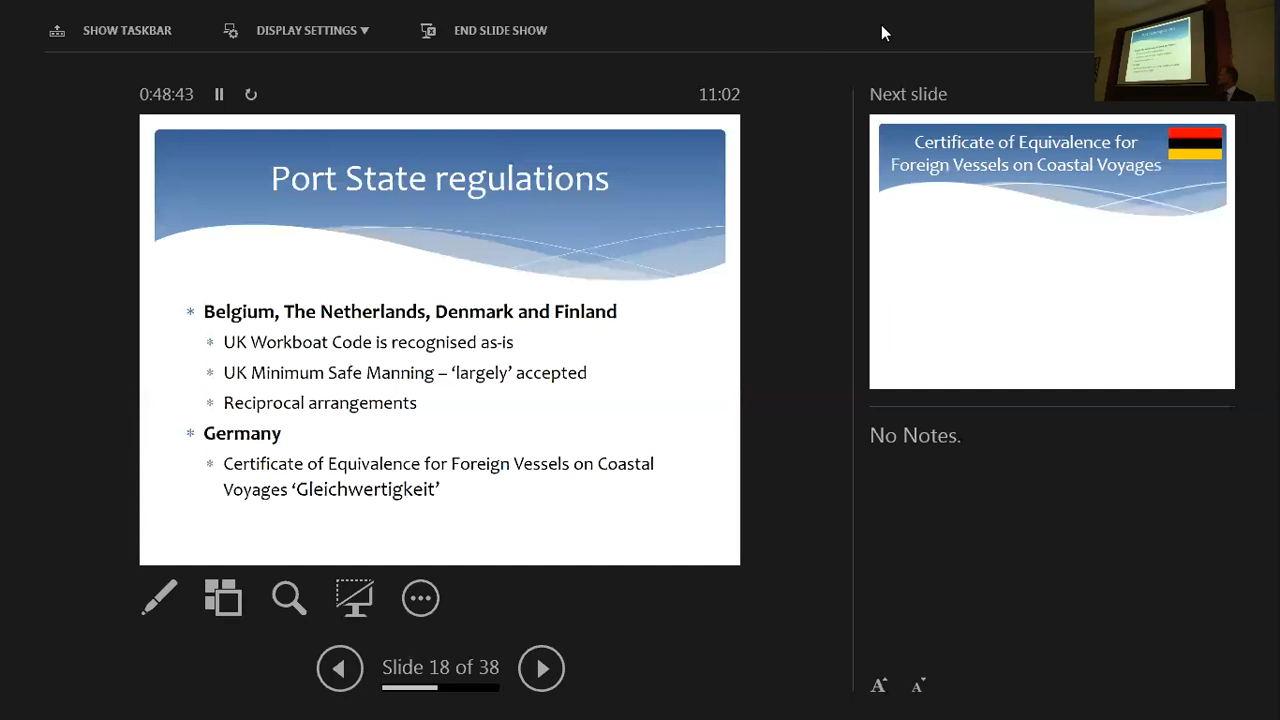 SHOW TASKBAR
DISPLAY SETTINGS
END SLIDE SHOW
0:48:43
11:02
Port State regulations
Belgium, The Netherlands, Denmark and Finland
UK Workboat Code is recognised as-is
UK Minimum Safe Manning – ‘largely’ accepted
Reciprocal arrangements
Germany
Certificate of Equivalence for Foreign Vessels on Coastal
Voyages ‘Gleichwertigkeit’
Slide 18 of 38
Next slide
Certificate of Equivalence for
Foreign Vessels on Coastal Voyages
No Notes.
A A